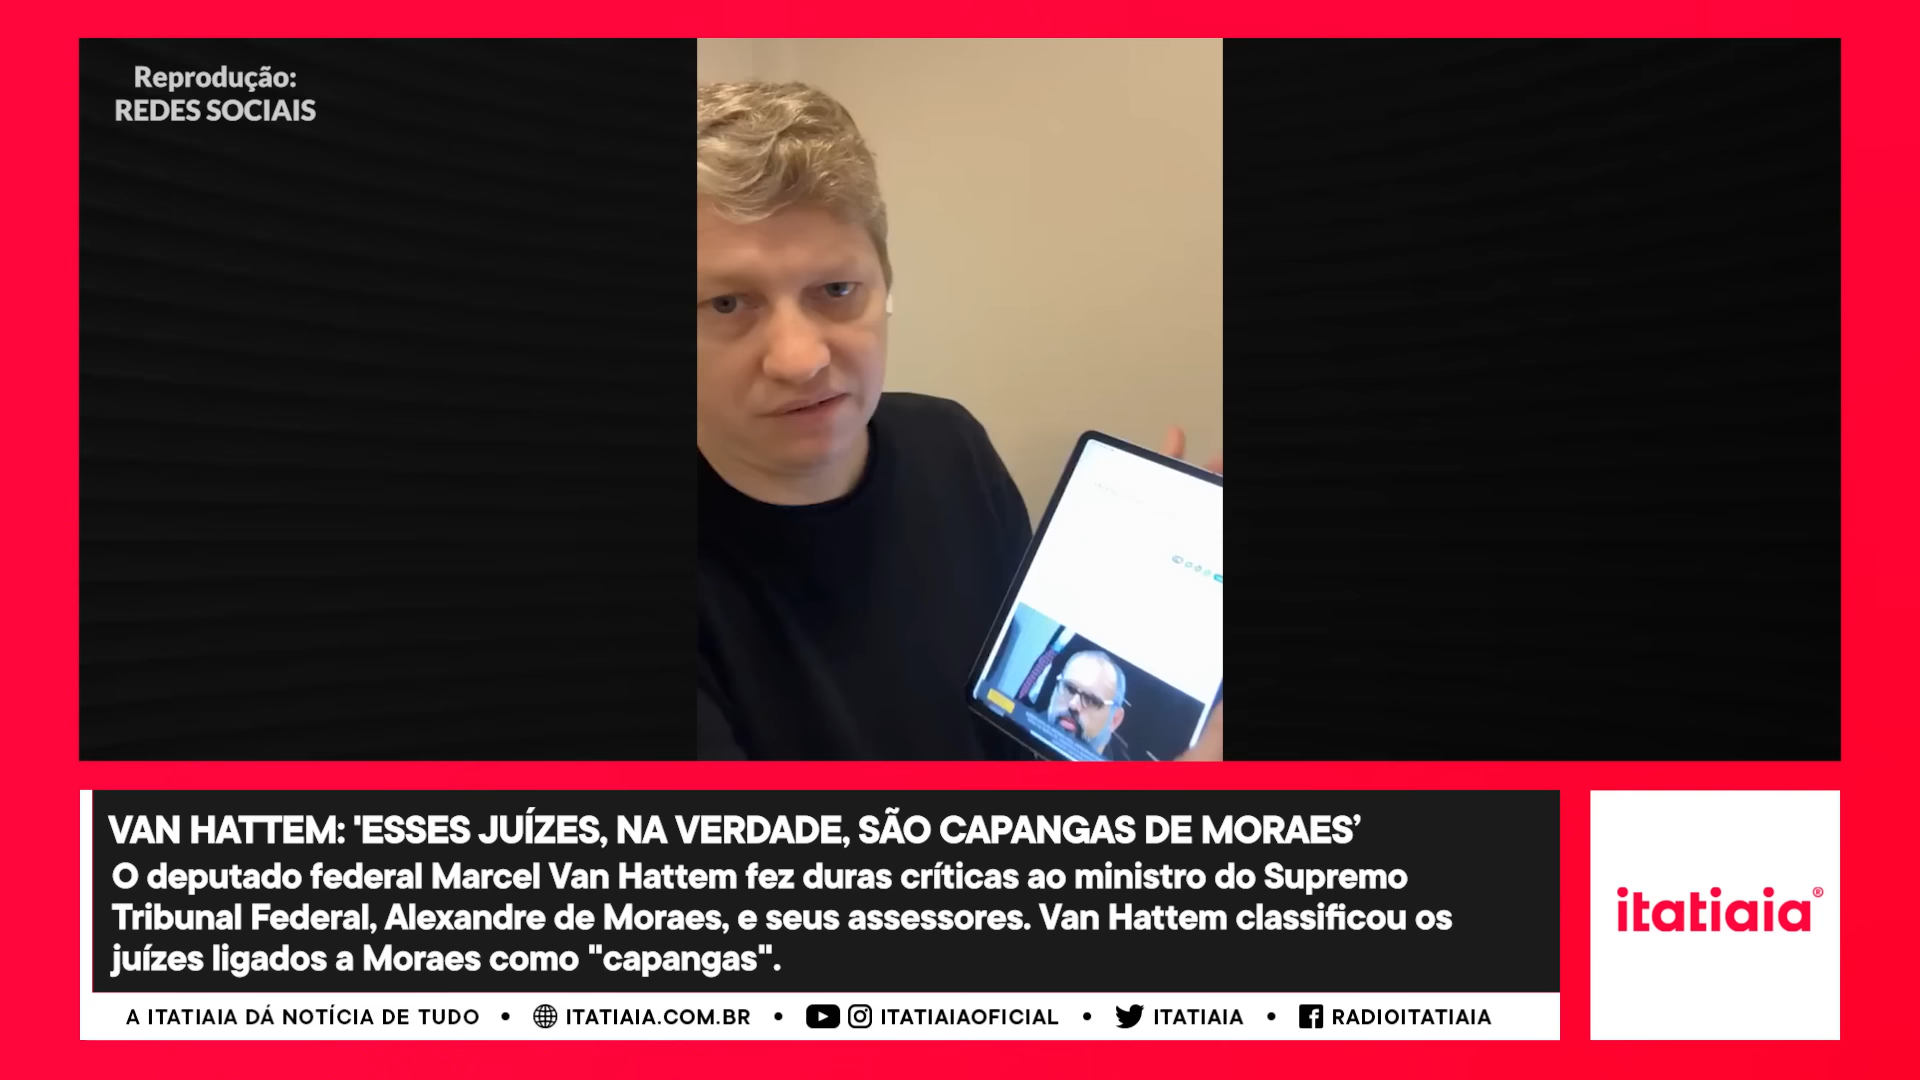 Reprodução:
REDES SOCIAIS
VAN HATTEM: 'ESSES JUÍZES, NA VERDADE, SÃO CAPANGAS DE MORAES’
O deputado federal Marcel Van Hattem fez duras críticas ao ministro do Supremo
Tribunal Federal, Alexandre de Moraes, e seus assessores. Van Hattem classificou os
juízes ligados a Moraes como "capangas".
itatiaia®
A ITATIAIA DÁ NOTÍCIA DE TUDO • ITATIAIA.COM.BR • ITATIAIAOFICIAL • ITATIAIA • RADIOITATIAIA